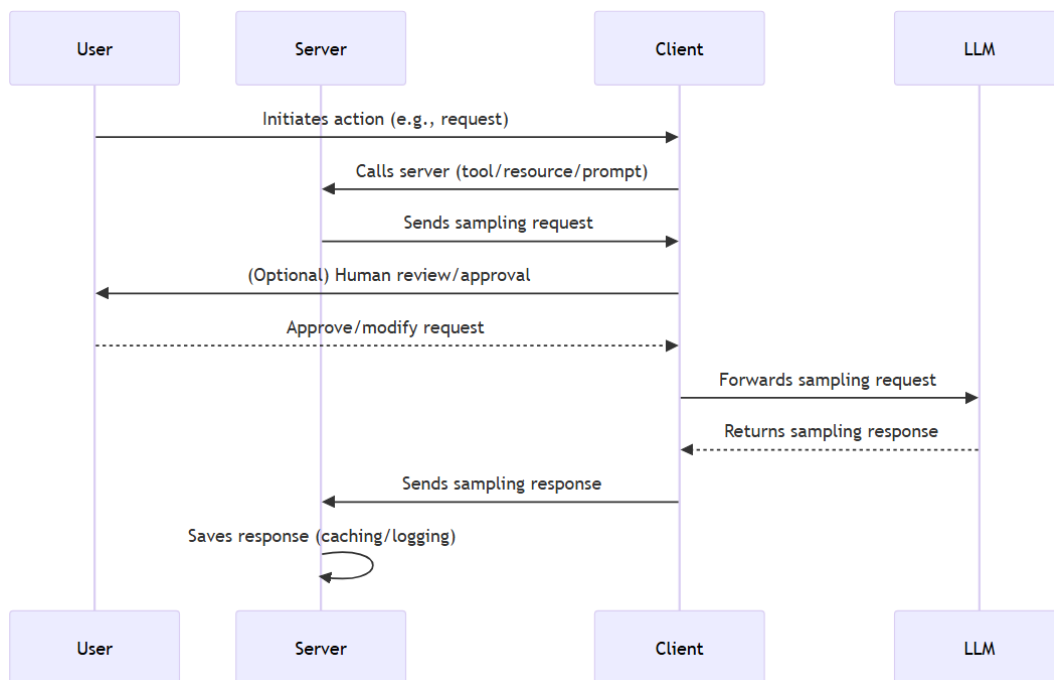 User
Server
Client
LLM
Initiates action (e.g., request)
Calls server (tool/resource/prompt)
Sends sampling request
(Optional) Human review/approval
Approve/modify request
Forwards sampling request
Returns sampling response
Sends sampling response
Saves response (caching/logging)
User
Server
Client
LLM